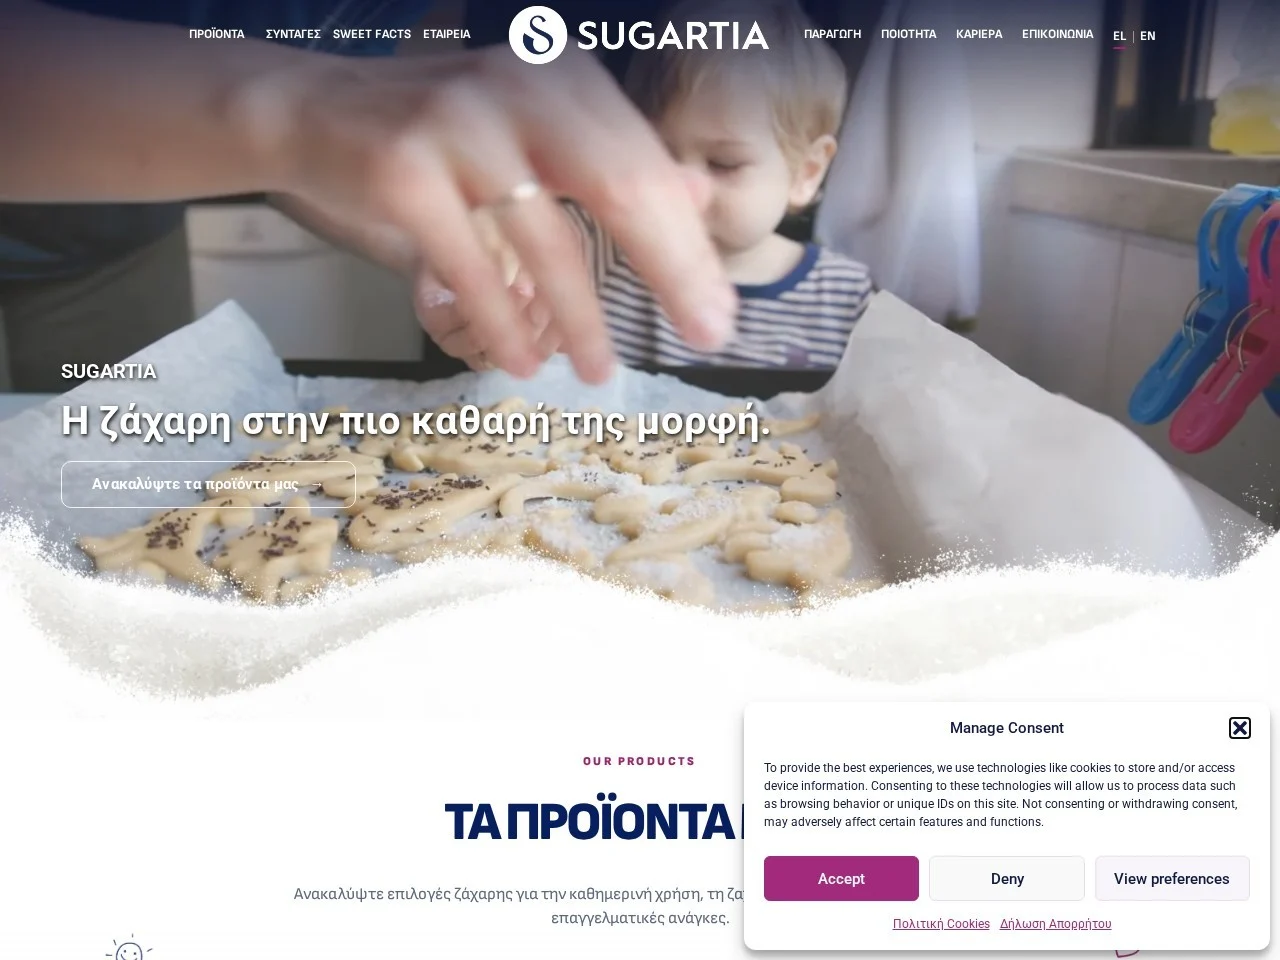 ΠΡΟΪΟΝΤΑ ΣΥΝΤΑΓΕΣ SWEET FACTS ΕΤΑΙΡΕΙΑ SUGARTIA ΠΑΡΑΓΩΓΗ ΠΟΙΟΤΗΤΑ ΚΑΡΙΕΡΑ ΕΠΙΚΟΙΝΩΝΙΑ EL | EN
SUGARTIA
Η ζάχαρη στην πιο καθαρή της μορφή.
Ανακαλύψτε τα προϊόντα μας →
OUR PRODUCTS
ΤΑ ΠΡΟΪΟΝΤΑ
Ανακαλύψτε επιλογές ζάχαρης για την καθημερινή χρήση, τη
επαγγελματικές ανάγκες.
Manage Consent
To provide the best experiences, we use technologies like cookies to store and/or access
device information. Consenting to these technologies will allow us to process data such
as browsing behavior or unique IDs on this site. Not consenting or withdrawing consent,
may adversely affect certain features and functions.
Accept Deny View preferences
Πολιτική Cookies Δήλωση Απορρήτου